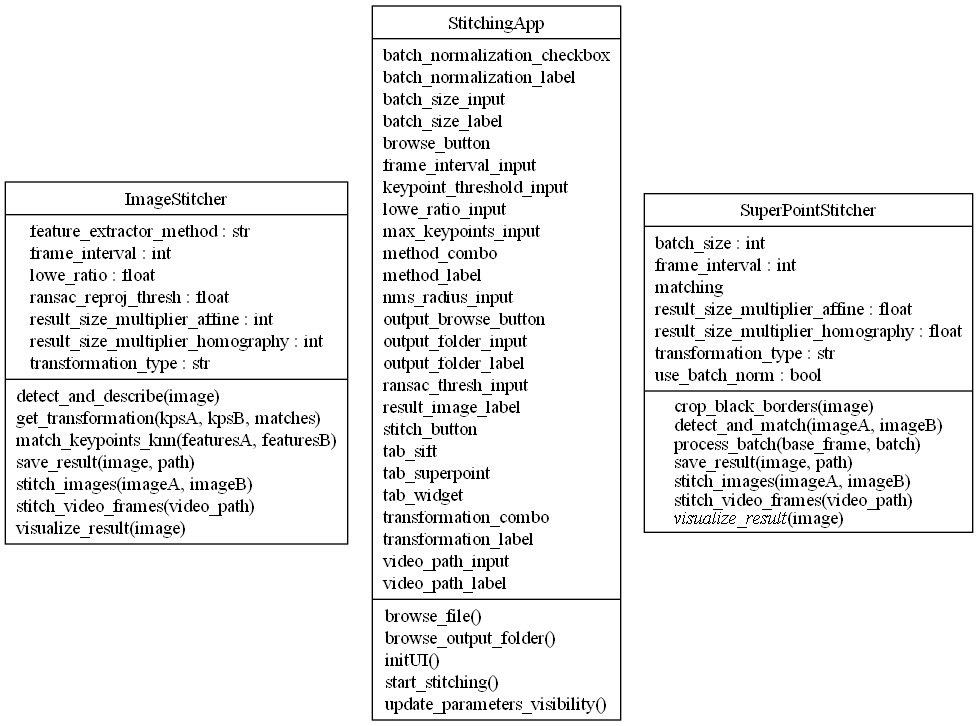 ImageStitcher
feature_extractor_method : str
frame_interval : int
lowe_ratio : float
ransac_reproj_thresh : float
result_size_multiplier_affine : int
result_size_multiplier_homography : int
transformation_type : str
detect_and_describe(image)
get_transformation(kpsA, kpsB, matches)
match_keypoints_knn(featuresA, featuresB)
save_result(image, path)
stitch_images(imageA, imageB)
stitch_video_frames(video_path)
visualize_result(image)
StitchingApp
batch_normalization_checkbox
batch_normalization_label
batch_size_input
batch_size_label
browse_button
frame_interval_input
keypoint_threshold_input
lowe_ratio_input
max_keypoints_input
method_combo
method_label
nms_radius_input
output_browse_button
output_folder_input
output_folder_label
ransac_thresh_input
result_image_label
stitch_button
tab_sift
tab_superpoint
tab_widget
transformation_combo
transformation_label
video_path_input
video_path_label
browse_file()
browse_output_folder()
initUI()
start_stitching()
update_parameters_visibility()
SuperPointStitcher
batch_size : int
frame_interval : int
matching
result_size_multiplier_affine : float
result_size_multiplier_homography : float
transformation_type : str
use_batch_norm : bool
crop_black_borders(image)
detect_and_match(imageA, imageB)
process_batch(base_frame, batch)
save_result(image, path)
stitch_images(imageA, imageB)
stitch_video_frames(video_path)
visualize_result(image)